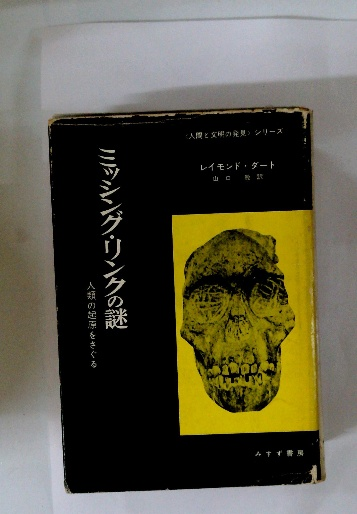 〈人間と文明の発見〉シリーズ
レイモンド・ダート
山口 敏 訳
ミッシング・リンクの謎
人類の起原をさぐる
みすず書房